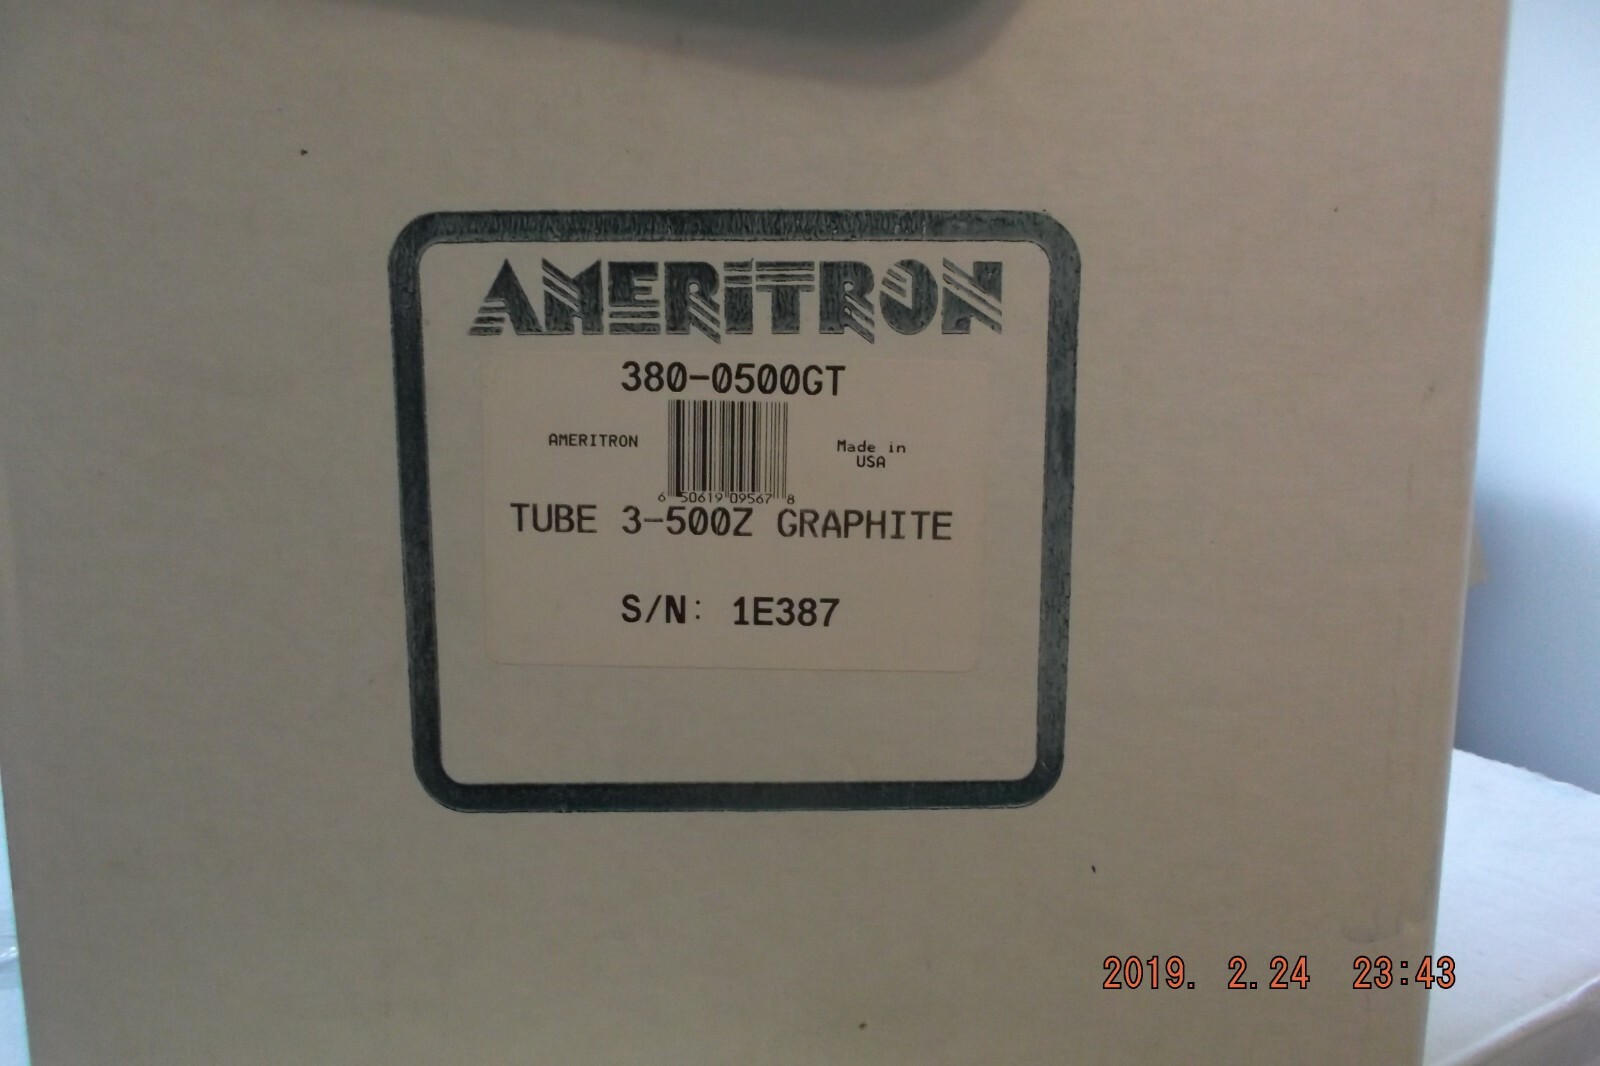 AMERITRON
380-0500GT
AMERITRON
Made in
USA
6 50619 09567 8
TUBE 3-500Z GRAPHITE
S/N: 1E387
2019. 2.24 23:43